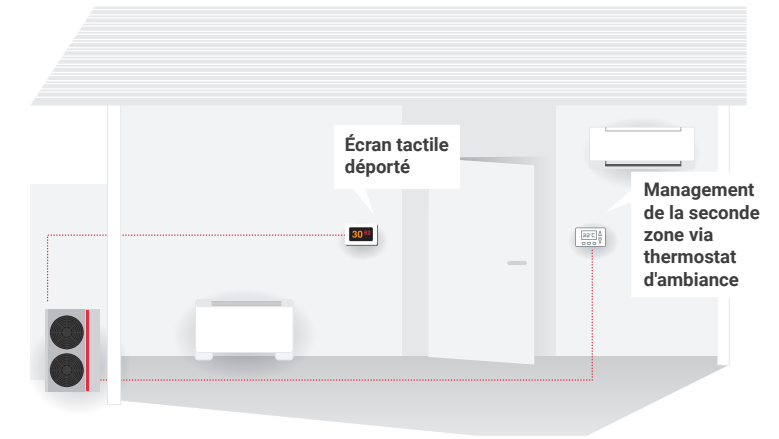 Écran tactile
déporté
Management
de la seconde
zone via
thermostat
d'ambiance
30